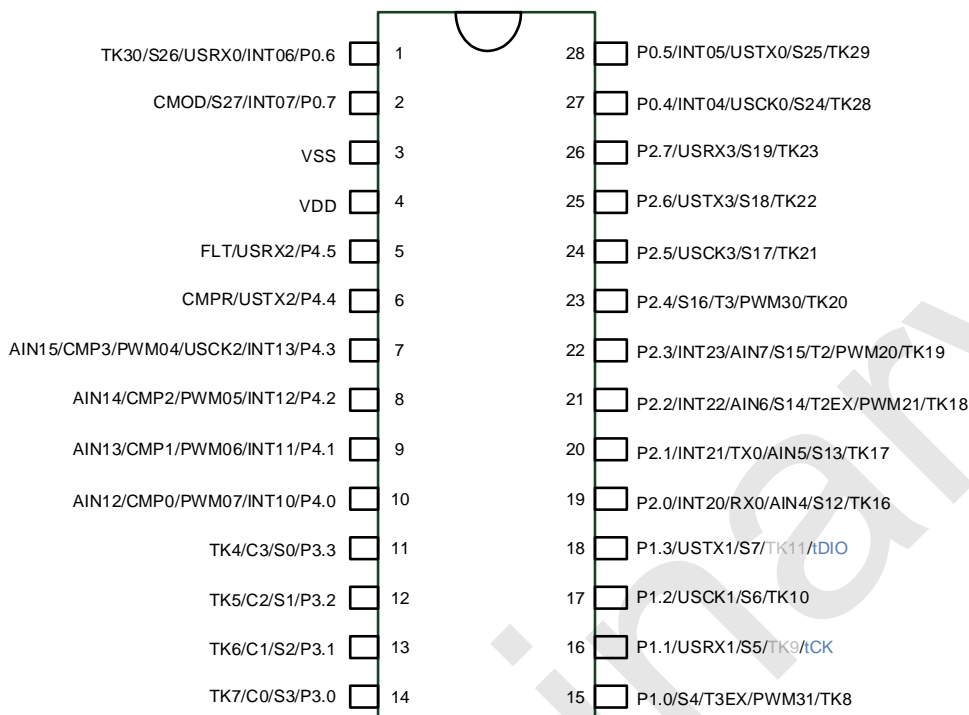 TK30/S26/USRX0/INT06/P0.6 1 28 P0.5/INT05/USTX0/S25/TK29
CMOD/S27/INT07/P0.7 2 27 P0.4/INT04/USCK0/S24/TK28
VSS 3 26 P2.7/USRX3/S19/TK23
VDD 4 25 P2.6/USTX3/S18/TK22
FLT/USRX2/P4.5 5 24 P2.5/USCK3/S17/TK21
CMPR/USTX2/P4.4 6 23 P2.4/S16/T3/PWM30/TK20
AIN15/CMP3/PWM04/USCK2/INT13/P4.3 7 22 P2.3/INT23/AIN7/S15/T2/PWM20/TK19
AIN14/CMP2/PWM05/INT12/P4.2 8 21 P2.2/INT22/AIN6/S14/T2EX/PWM21/TK18
AIN13/CMP1/PWM06/INT11/P4.1 9 20 P2.1/INT21/TX0/AIN5/S13/TK17
AIN12/CMP0/PWM07/INT10/P4.0 10 19 P2.0/INT20/RX0/AIN4/S12/TK16
TK4/C3/S0/P3.3 11 18 P1.3/USTX1/S7/TK11/tDIO
TK5/C2/S1/P3.2 12 17 P1.2/USCK1/S6/TK10
TK6/C1/S2/P3.1 13 16 P1.1/USRX1/S5/TK9/tCK
TK7/C0/S3/P3.0 14 15 P1.0/S4/T3EX/PWM31/TK8